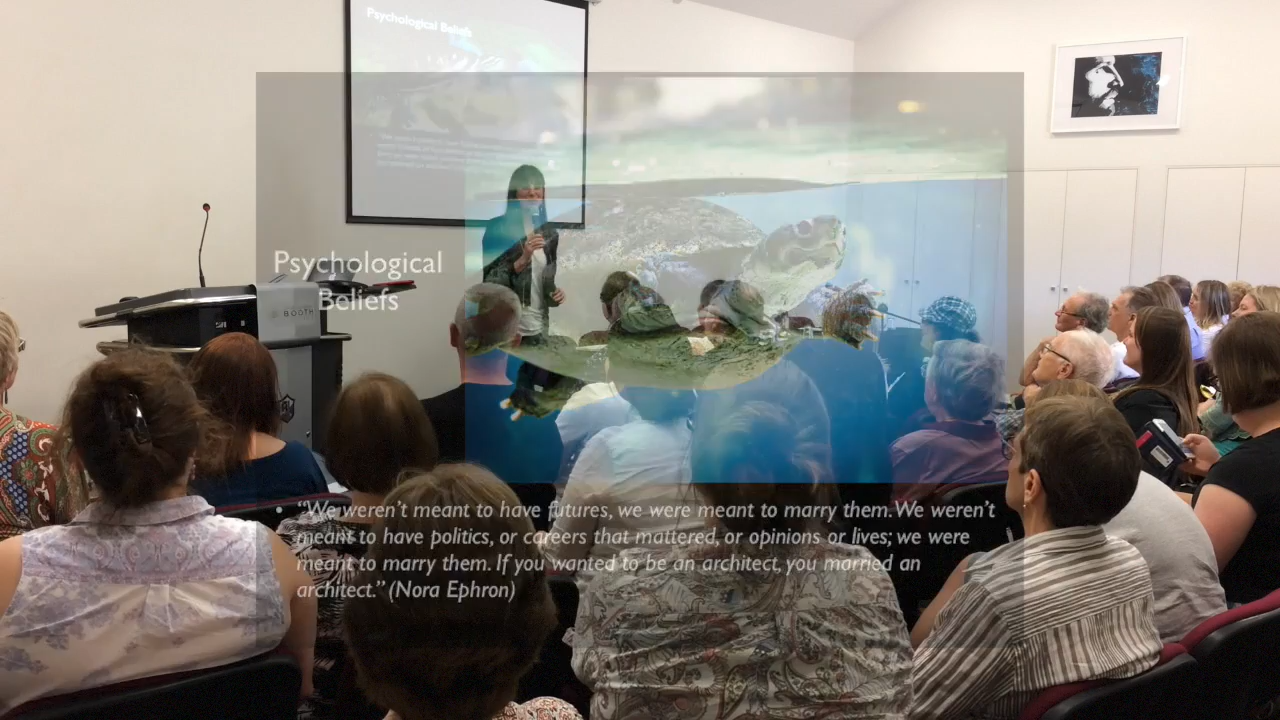 Psychological Beliefs
Psychological
Beliefs
BOOTH
“We weren’t meant to have futures, we were meant to marry them. We weren’t
meant to have politics, or careers that mattered, or opinions or lives; we were
meant to marry them. If you wanted to be an architect, you married an
architect.” (Nora Ephron)